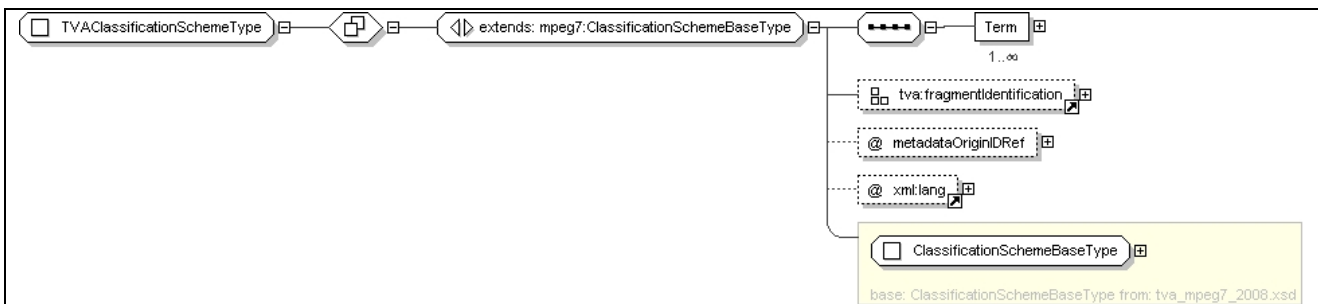 TVAClassificationSchemeType
extends: mpeg7:ClassificationSchemeBaseType
Term
1..∞
tva:fragmentIdentification
@ metadataOriginIDRef
@ xml:lang
ClassificationSchemeBaseType
base: ClassificationSchemeBaseType from: tva_mpeg7_2008.xsd